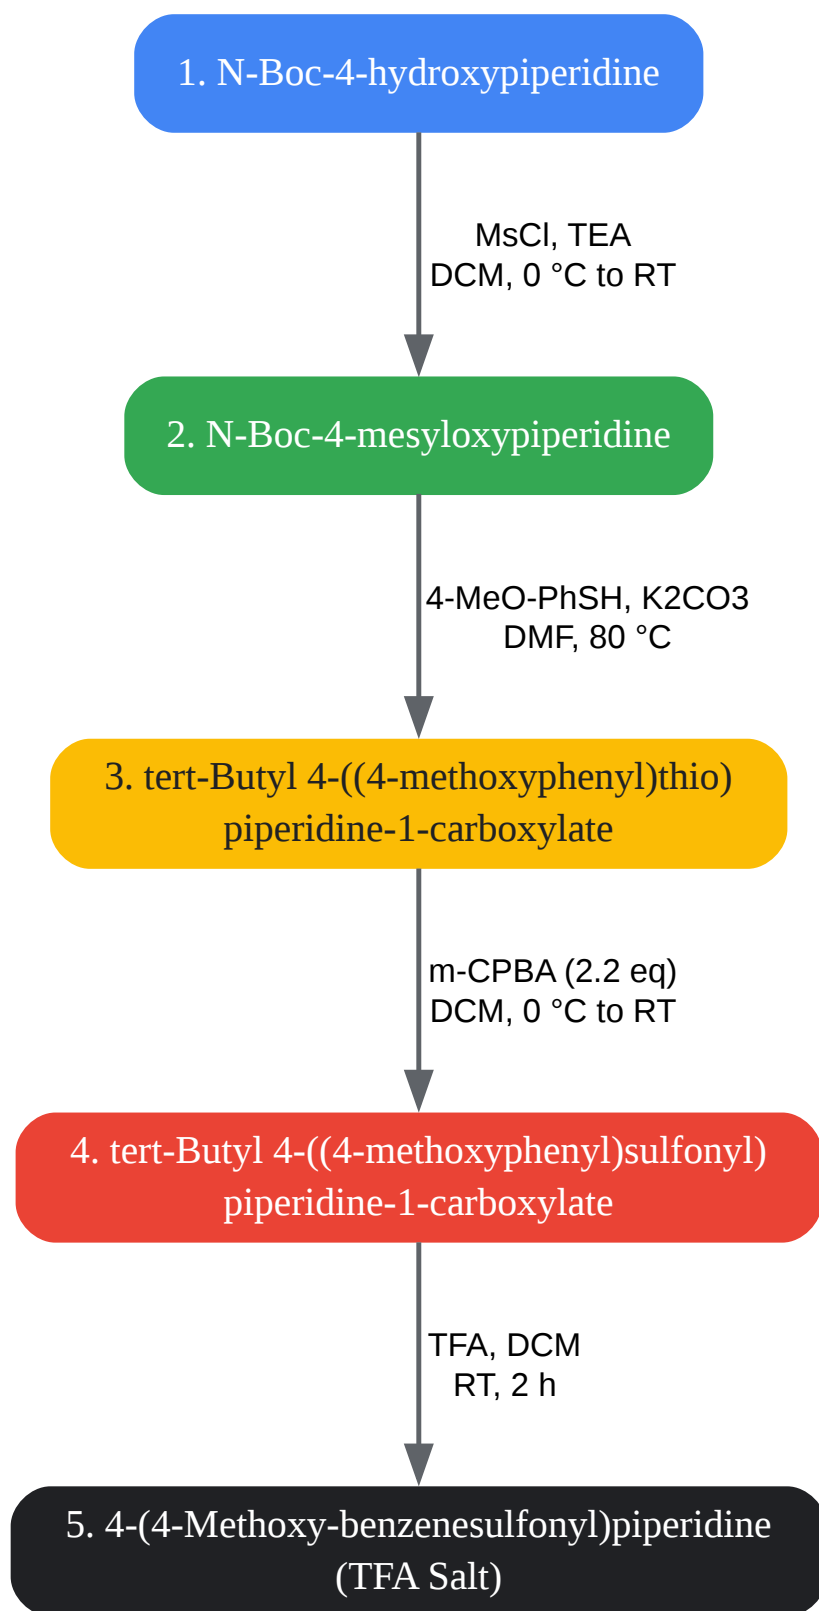 1. N-Boc-4-hydroxypiperidine
MsCl, TEA
DCM, 0 °C to RT
2. N-Boc-4-mesyloxypiperidine
4-MeO-PhSH, K2CO3
DMF, 80 °C
3. tert-Butyl 4-((4-methoxyphenyl)thio)
piperidine-1-carboxylate
m-CPBA (2.2 eq)
DCM, 0 °C to RT
4. tert-Butyl 4-((4-methoxyphenyl)sulfonyl)
piperidine-1-carboxylate
TFA, DCM
RT, 2 h
5. 4-(4-Methoxy-benzenesulfonyl)piperidine
(TFA Salt)